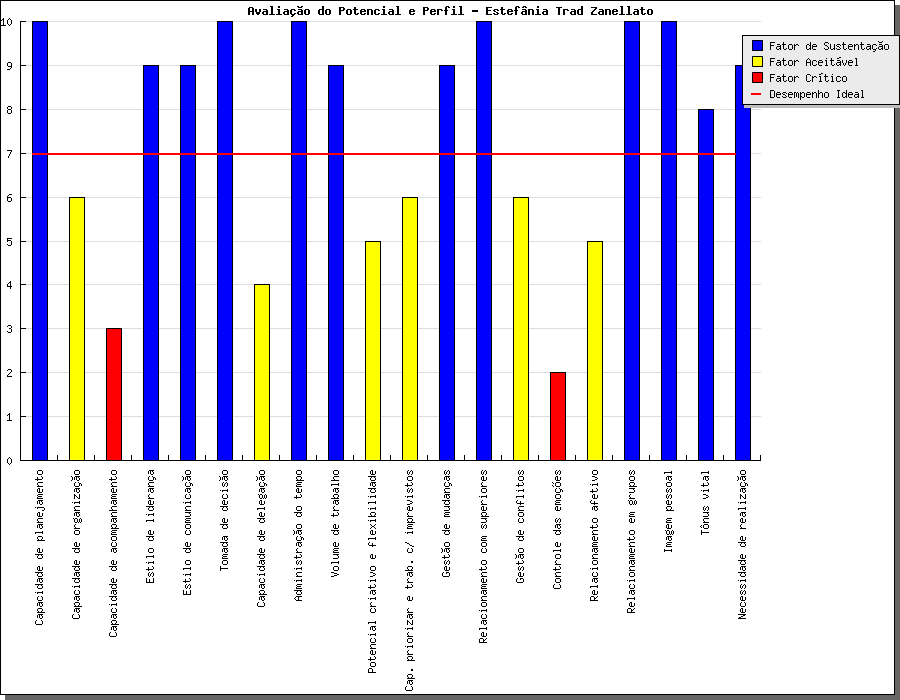 Avaliação do Potencial e Perfil - Estefânia Trad Zanellato
Fator de Sustentação
Fator Aceitável
Fator Crítico
Desempenho Ideal
10
9
8
7
6
5
4
3
2
1
0
Capacidade de planejamento
Capacidade de organização
Capacidade de acompanhamento
Estilo de liderança
Estilo de comunicação
Tomada de decisão
Capacidade de delegação
Administração do tempo
Volume de trabalho
Potencial criativo e flexibilidade
Cap. priorizar e trab. c/ imprevistos
Gestão de mudanças
Relacionamento com superiores
Gestão de conflitos
Controle das emoções
Relacionamento afetivo
Relacionamento em grupos
Imagem pessoal
Tônus vital
Necessidade de realização